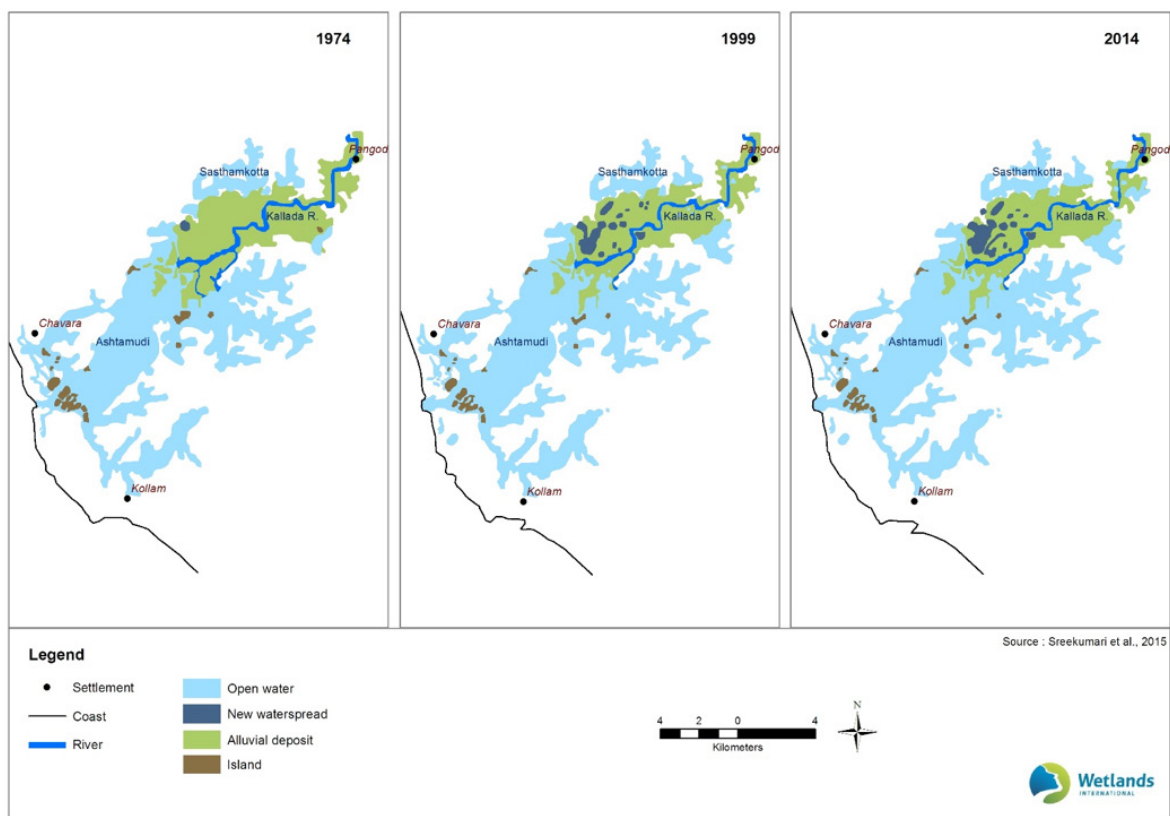 1974
Pangod
Sasthamkotta
Kallada R.
Chavara
Ashtamudi
Kollam
1999
Pangod
Sasthamkotta
Kallada R.
Chavara
Ashtamudi
Kollam
2014
Pangod
Sasthamkotta
Kallada R.
Chavara
Ashtamudi
Kollam
Source : Sreekumari et al., 2015
Legend
Settlement
Coast
River
Open water
New waterspread
Alluvial deposit
Island
4 2 0 4
Kilometers
N
Wetlands
INTERNATIONAL